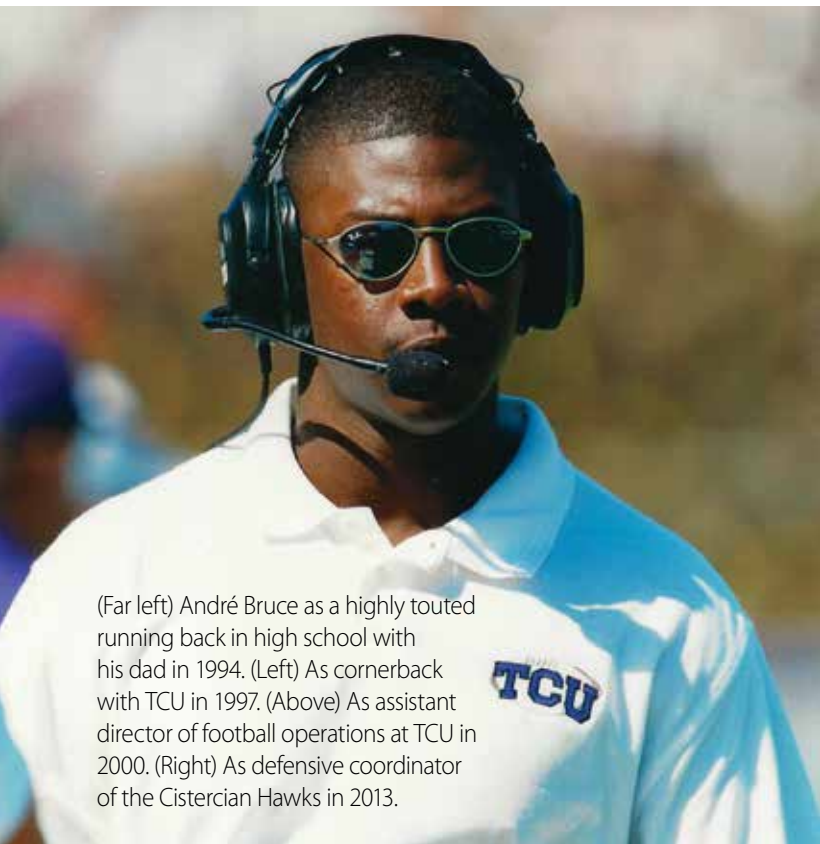 (Far left) André Bruce as a highly touted
running back in high school with
his dad in 1994. (Left) As cornerback
with TCU in 1997. (Above) As assistant
director of football operations at TCU in
2000. (Right) As defensive coordinator
of the Cistercian Hawks in 2013.
TCU